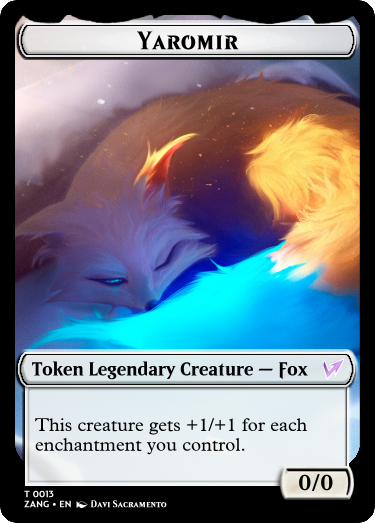 Yaromir
Token Legendary Creature — Fox
This creature gets +1/+1 for each
enchantment you control.
0/0
T 0013
ZANG • EN Davi Sacramento